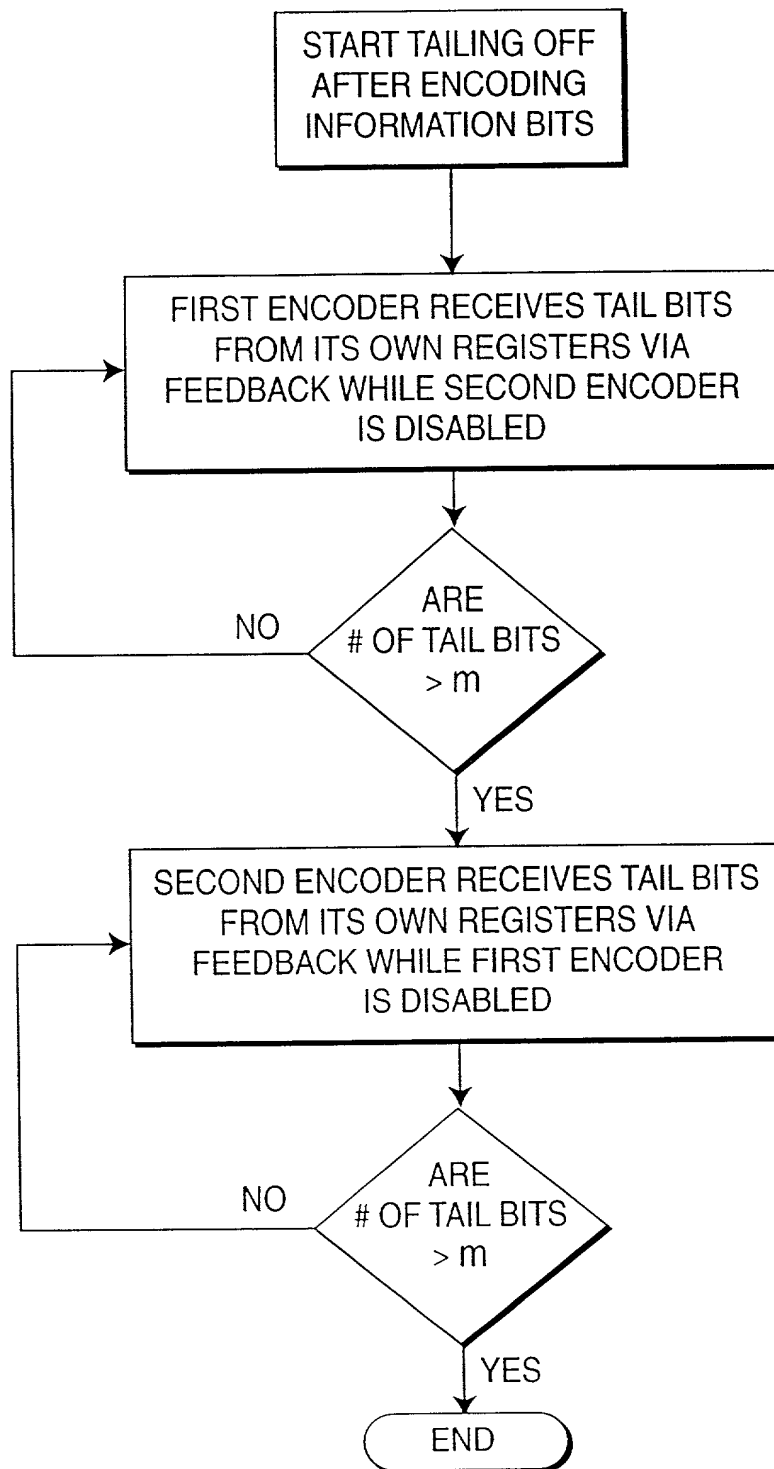 START TAILING OFF
AFTER ENCODING
INFORMATION BITS
FIRST ENCODER RECEIVES TAIL BITS
FROM ITS OWN REGISTERS VIA
FEEDBACK WHILE SECOND ENCODER
IS DISABLED
ARE
# OF TAIL BITS
> m
NO
YES
SECOND ENCODER RECEIVES TAIL BITS
FROM ITS OWN REGISTERS VIA
FEEDBACK WHILE FIRST ENCODER
IS DISABLED
ARE
# OF TAIL BITS
> m
NO
YES
END